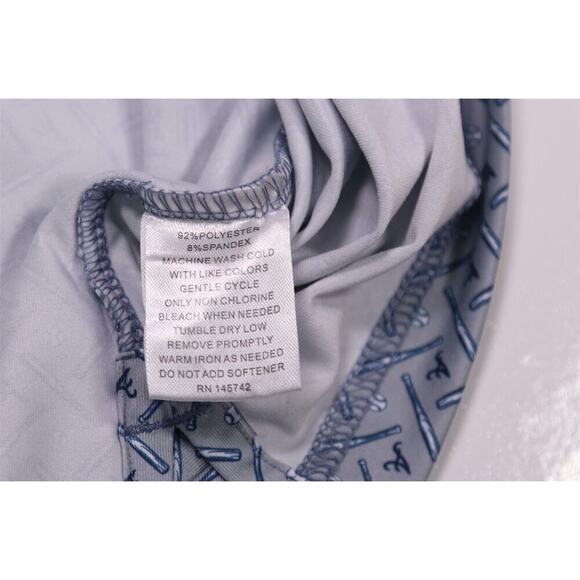 92%POLYESTER
8%SPANDEX
MACHINE WASH COLD
WITH LIKE COLORS
GENTLE CYCLE
ONLY NON CHLORINE
BLEACH WHEN NEEDED
TUMBLE DRY LOW
REMOVE PROMPTLY
WARM IRON AS NEEDED
DO NOT ADD SOFTENER
RN 145742